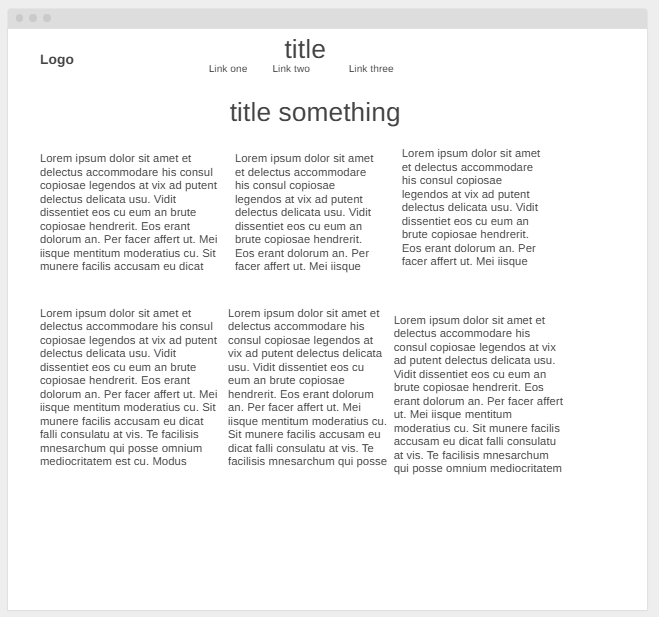 title
Logo
Link one Link two Link three
title something
Lorem ipsum dolor sit amet et
delectus accommodare his consul
copiosae legendos at vix ad putent
delectus delicata usu. Vidit
dissentiet eos cu eum an brute
copiosae hendrerit. Eos erant
dolorum an. Per facer affert ut. Mei
iisque mentitum moderatius cu. Sit
munere facilis accusam eu dicat
Lorem ipsum dolor sit amet
et delectus accommodare
his consul copiosae
legendos at vix ad putent
delectus delicata usu. Vidit
dissentiet eos cu eum an
brute copiosae hendrerit.
Eos erant dolorum an. Per
facer affert ut. Mei iisque
Lorem ipsum dolor sit amet
et delectus accommodare
his consul copiosae
legendos at vix ad putent
delectus delicata usu. Vidit
dissentiet eos cu eum an
brute copiosae hendrerit.
Eos erant dolorum an. Per
facer affert ut. Mei iisque
Lorem ipsum dolor sit amet et
delectus accommodare his consul
copiosae legendos at vix ad putent
delectus delicata usu. Vidit
dissentiet eos cu eum an brute
copiosae hendrerit. Eos erant
dolorum an. Per facer affert ut. Mei
iisque mentitum moderatius cu. Sit
munere facilis accusam eu dicat
falli consulatu at vis. Te facilisis
mnesarchum qui posse omnium
mediocritatem est cu. Modus
Lorem ipsum dolor sit amet et
delectus accommodare his
consul copiosae legendos at
vix ad putent delectus delicata
usu. Vidit dissentiet eos cu
eum an brute copiosae
hendrerit. Eos erant dolorum
an. Per facer affert ut. Mei
iisque mentitum moderatius cu.
Sit munere facilis accusam eu
dicat falli consulatu at vis. Te
facilisis mnesarchum qui posse
Lorem ipsum dolor sit amet et
delectus accommodare his
consul copiosae legendos at vix
ad putent delectus delicata usu.
Vidit dissentiet eos cu eum an
brute copiosae hendrerit. Eos
erant dolorum an. Per facer affert
ut. Mei iisque mentitum
moderatius cu. Sit munere facilis
accusam eu dicat falli consulatu
at vis. Te facilisis mnesarchum
qui posse omnium mediocritatem